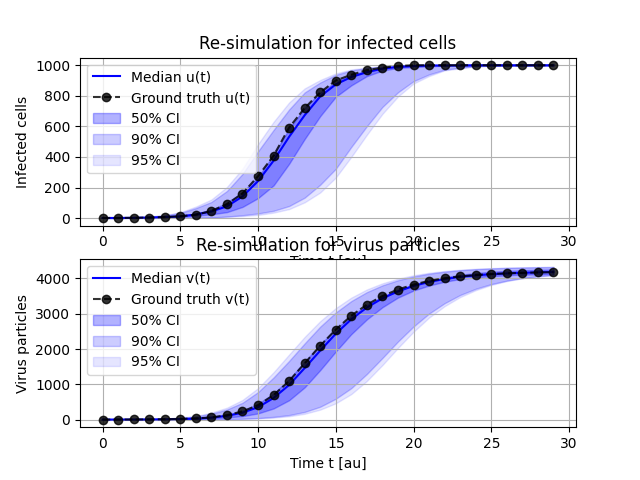 Re-simulation for infected cells
Infected cells
1000
800
600
400
200
0
Median u(t)
Ground truth u(t)
50% CI
90% CI
95% CI
0 5 10 15 20 25 30
Time t [au]
Re-simulation for virus particles
Virus particles
4000
3000
2000
1000
0
Median v(t)
Ground truth v(t)
50% CI
90% CI
95% CI
0 5 10 15 20 25 30
Time t [au]